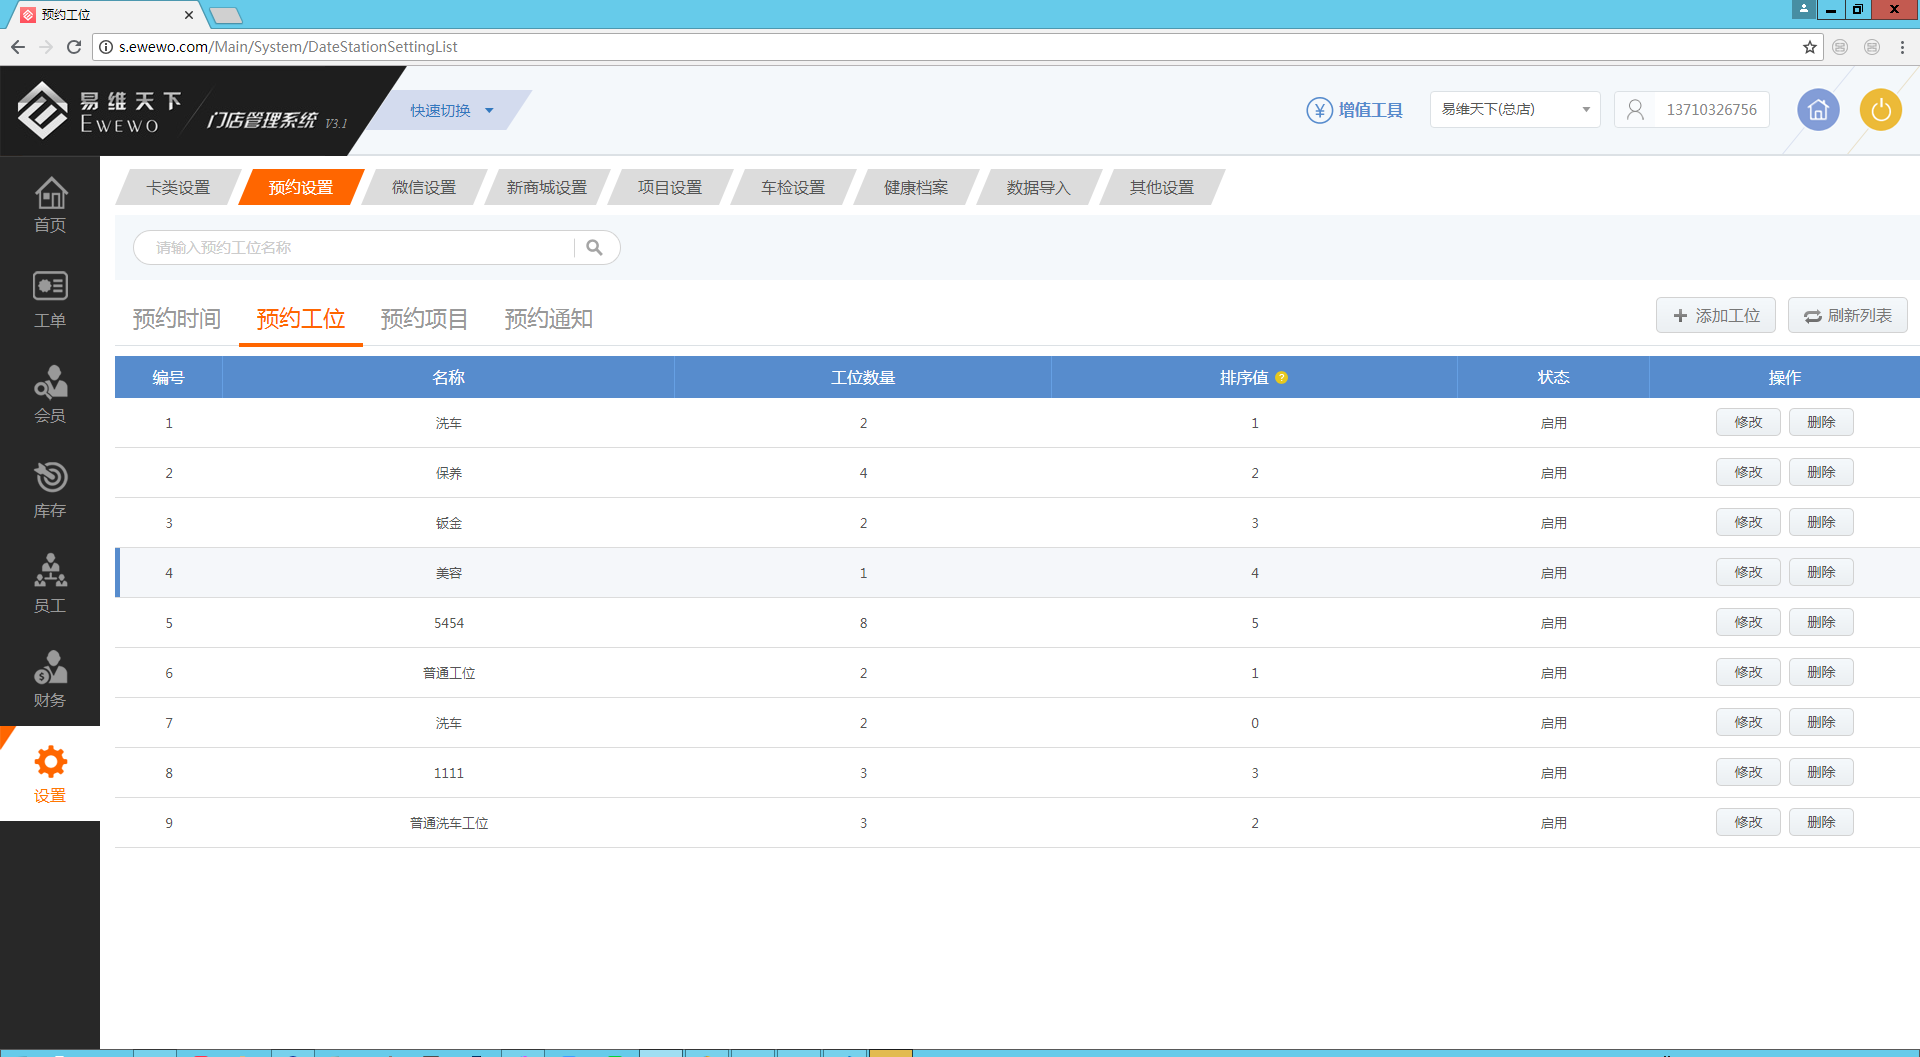 预约工位
s.ewewo.com/Main/System/DateStationSettingList
易维天下
EWEWO
门店管理系统 V3.1
快速切换
增值工具
易维天下(总店)
13710326756
首页
工单
会员
库存
员工
财务
设置
卡类设置 预约设置 微信设置 新商城设置 项目设置 车检设置 健康档案 数据导入 其他设置
请输入预约工位名称
预约时间 预约工位 预约项目 预约通知
添加工位 刷新列表
编号 名称 工位数量 排序值 ? 状态 操作
1 洗车 2 1 启用 修改 删除
2 保养 4 2 启用 修改 删除
3 钣金 2 3 启用 修改 删除
4 美容 1 4 启用 修改 删除
5 5454 8 5 启用 修改 删除
6 普通工位 2 1 启用 修改 删除
7 洗车 2 0 启用 修改 删除
8 1111 3 3 启用 修改 删除
9 普通洗车工位 3 2 启用 修改 删除